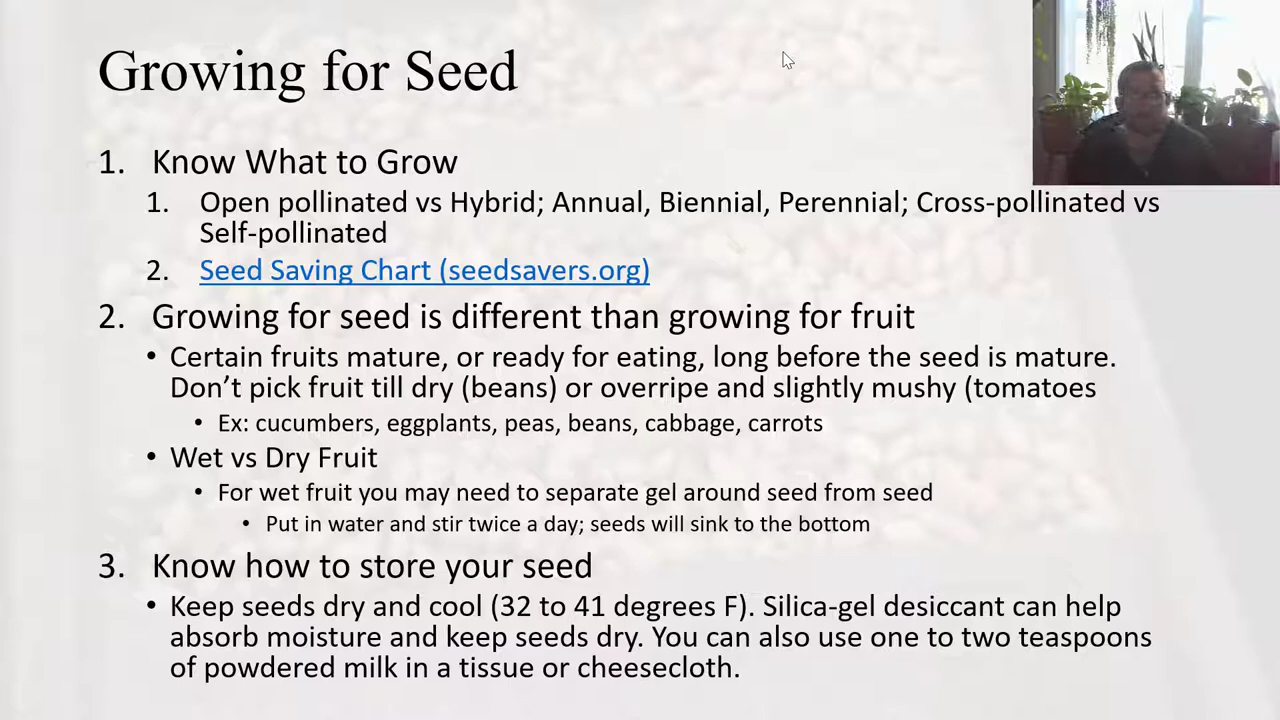 Growing for Seed
1. Know What to Grow
1. Open pollinated vs Hybrid; Annual, Biennial, Perennial; Cross-pollinated vs
Self-pollinated
2. Seed Saving Chart (seedsavers.org)
2. Growing for seed is different than growing for fruit
• Certain fruits mature, or ready for eating, long before the seed is mature.
Don’t pick fruit till dry (beans) or overripe and slightly mushy (tomatoes
• Ex: cucumbers, eggplants, peas, beans, cabbage, carrots
• Wet vs Dry Fruit
• For wet fruit you may need to separate gel around seed from seed
• Put in water and stir twice a day; seeds will sink to the bottom
3. Know how to store your seed
• Keep seeds dry and cool (32 to 41 degrees F). Silica-gel desiccant can help
absorb moisture and keep seeds dry. You can also use one to two teaspoons
of powdered milk in a tissue or cheesecloth.